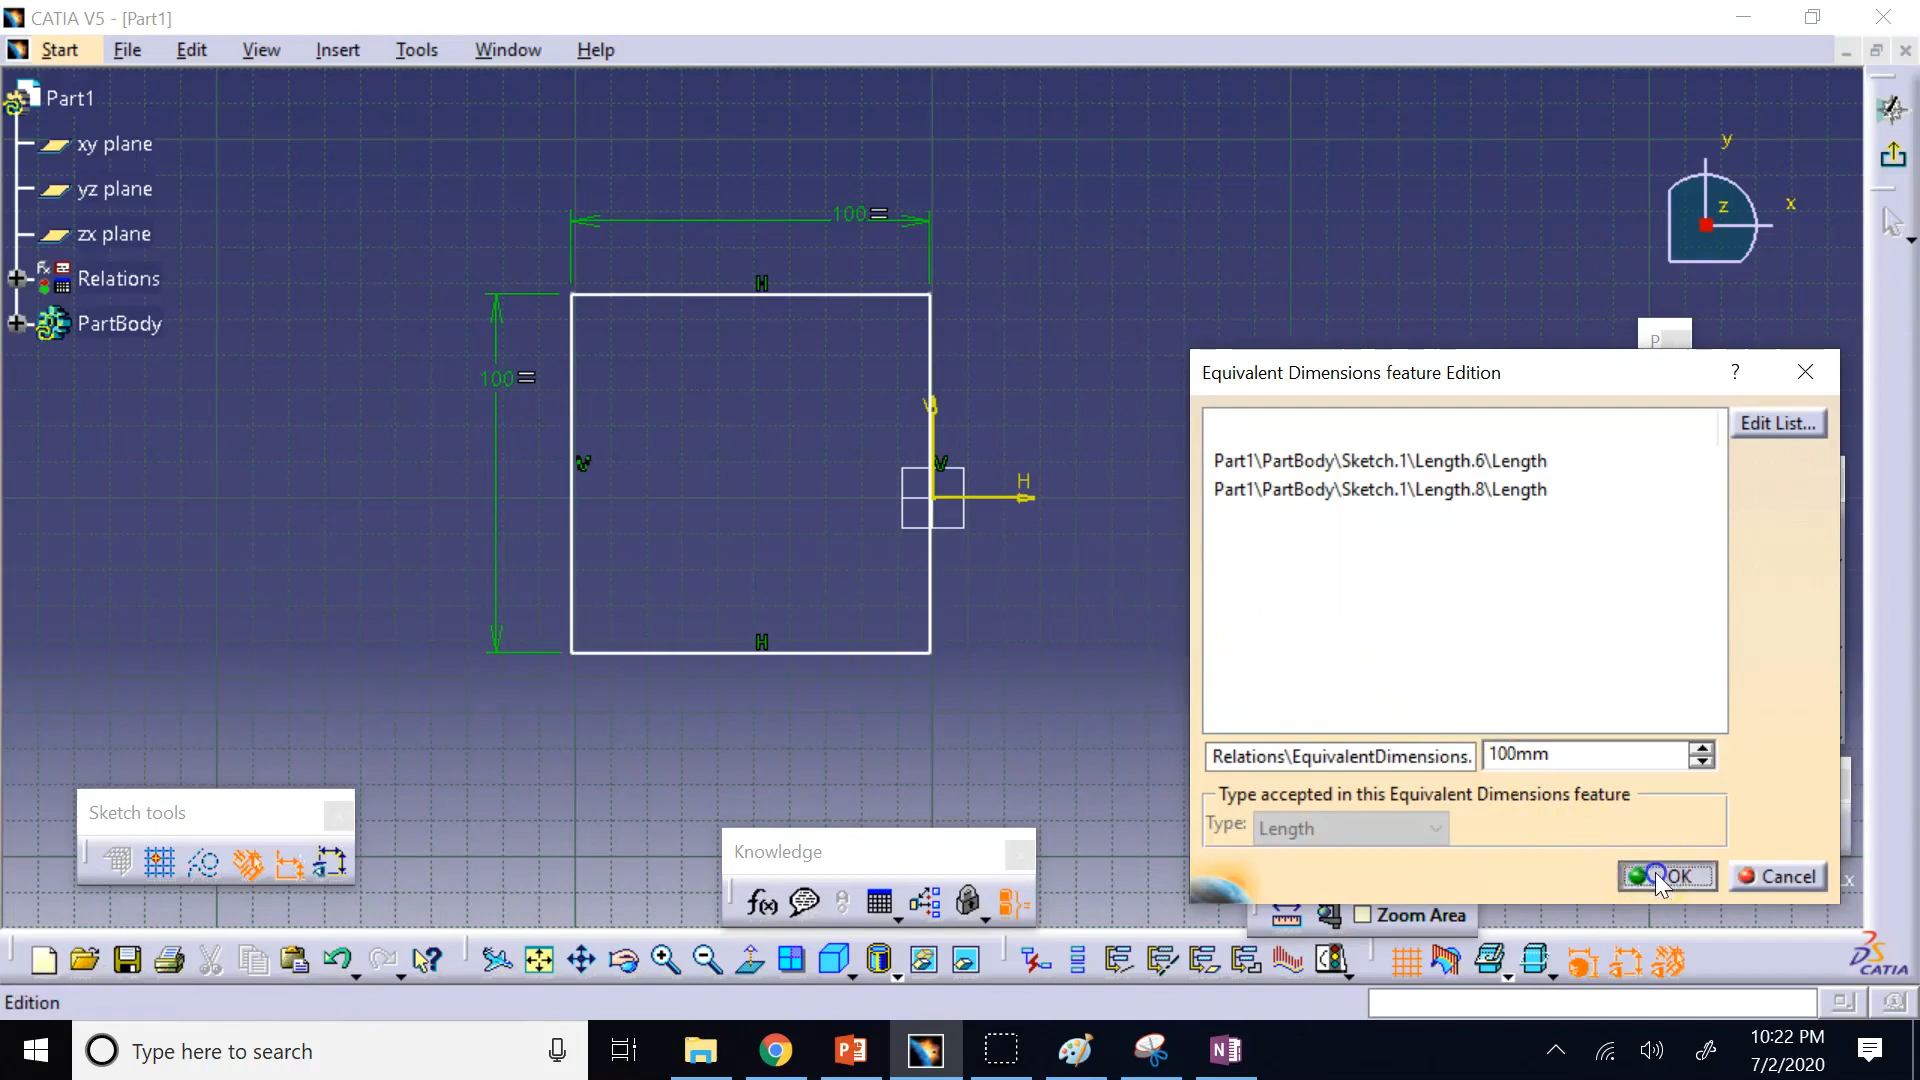 CATIA V5 - [Part1]
Start File Edit View Insert Tools Window Help
Part1
xy plane
yz plane
zx plane
Relations
PartBody
100
H
100
V
V
H
V
H
y
x
z
P
Equivalent Dimensions feature Edition
?
Edit List...
Part1\PartBody\Sketch.1\Length.6\Length
Part1\PartBody\Sketch.1\Length.8\Length
Relations\EquivalentDimensions.
100mm
Type accepted in this Equivalent Dimensions feature
Type: Length
OK Cancel
Sketch tools
Knowledge
f(x)
Zoom Area
CATIA
Edition
Type here to search
10:22 PM
7/2/2020